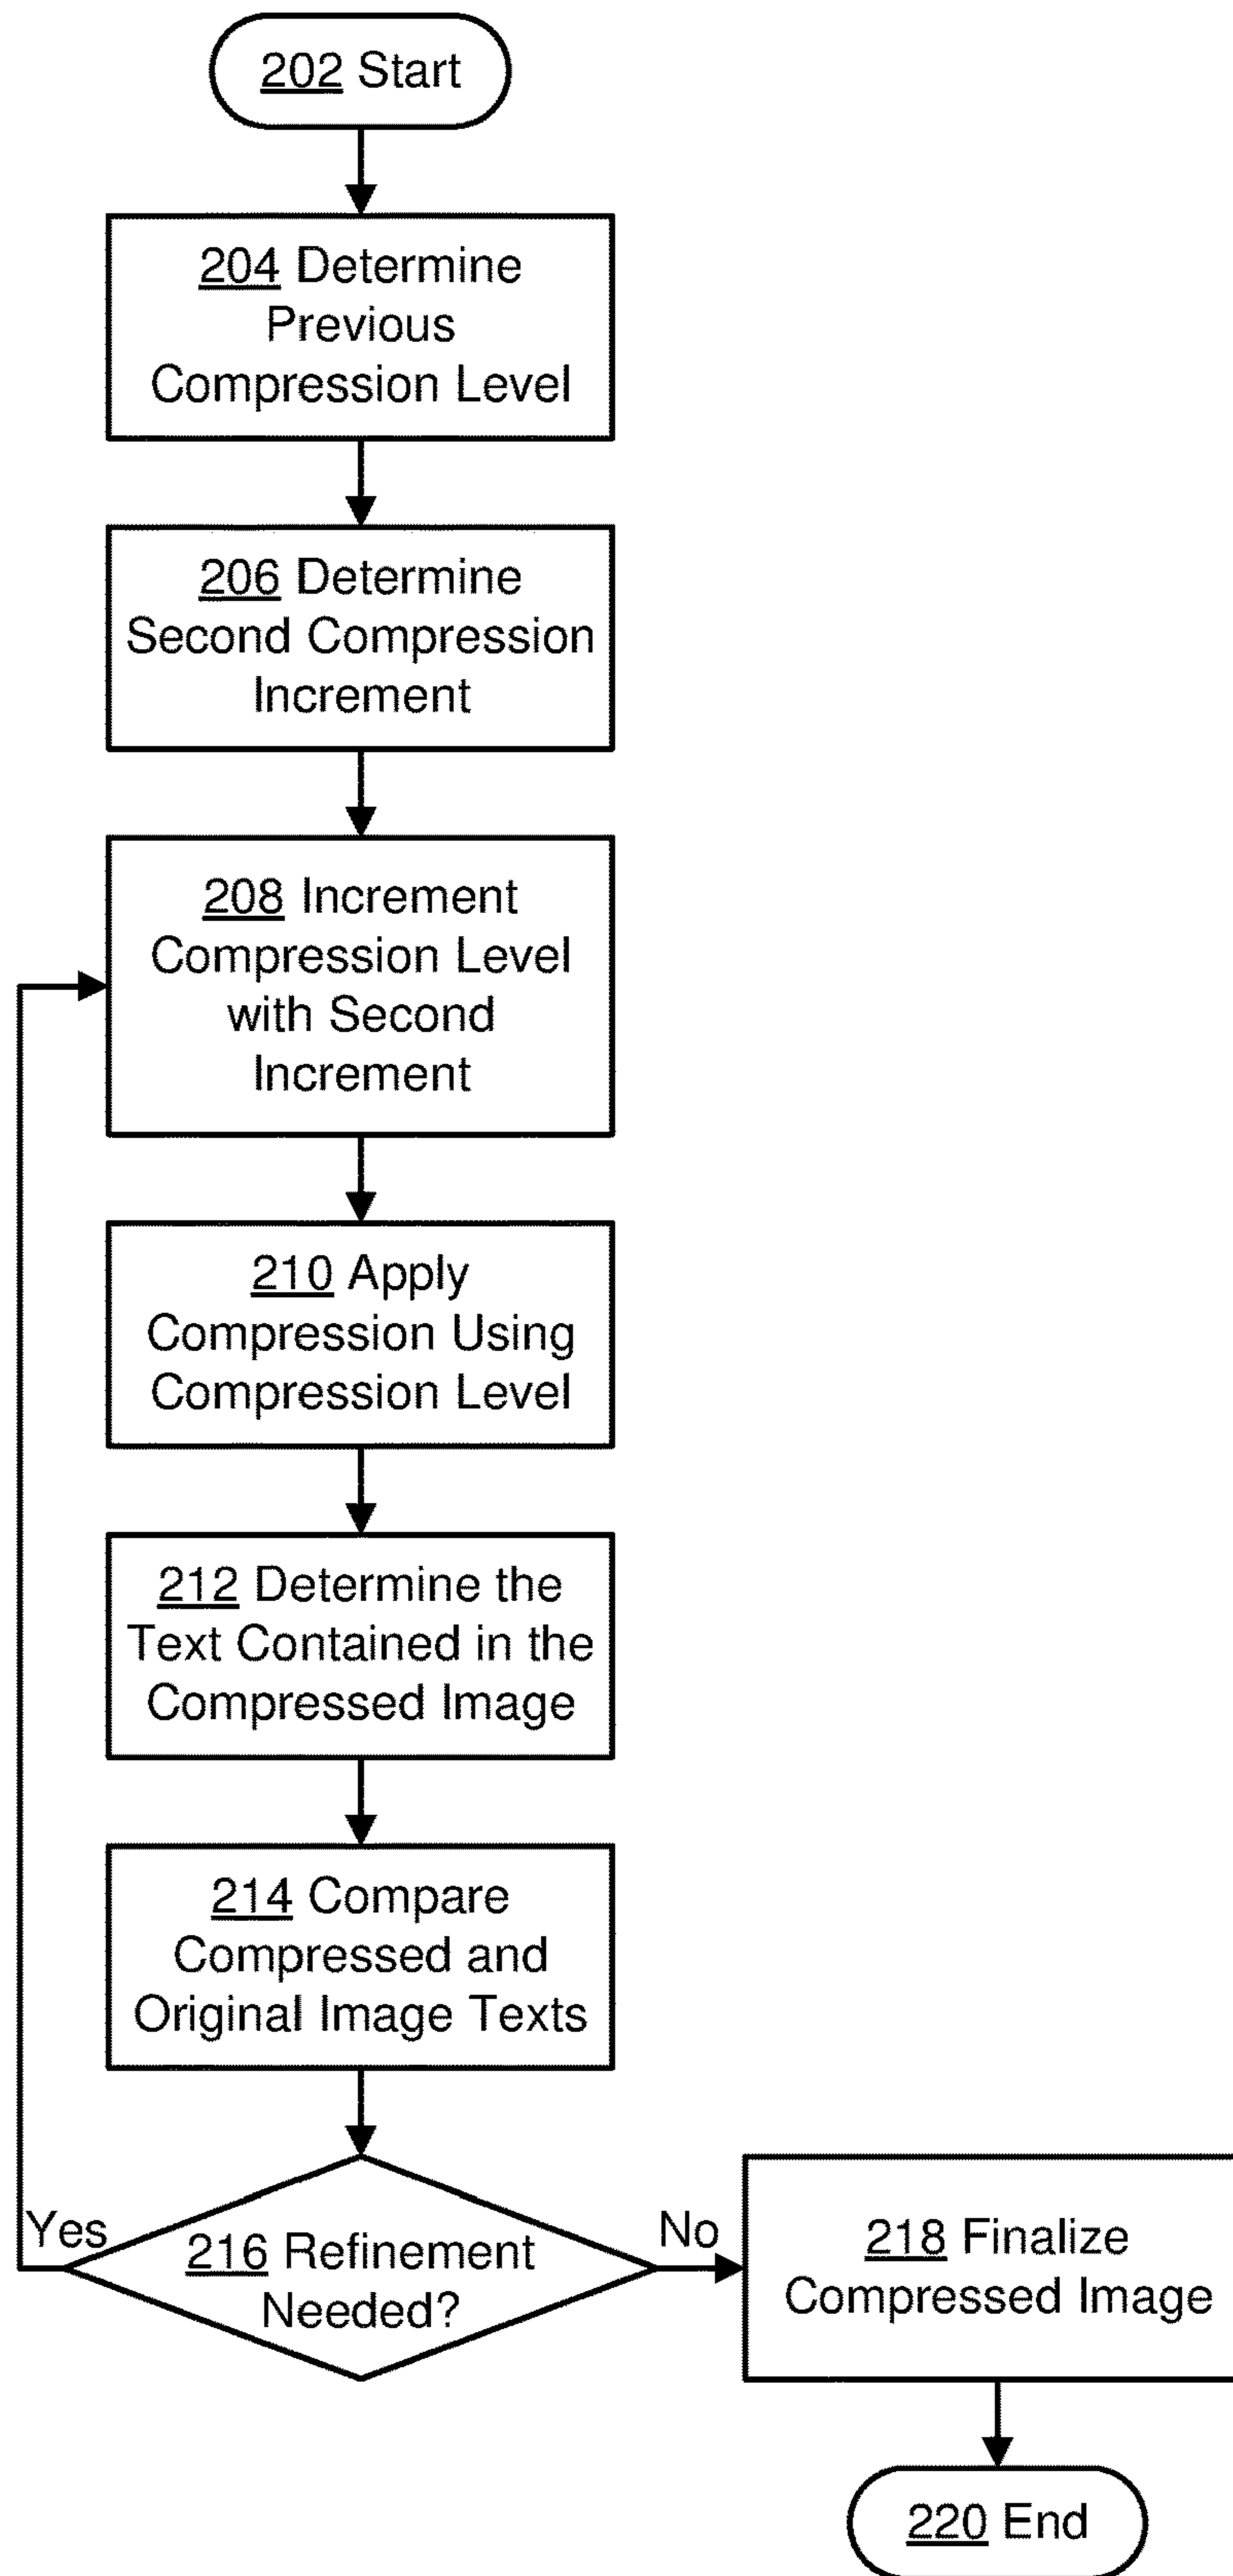 202 Start
204 Determine
Previous
Compression Level
206 Determine
Second Compression
Increment
208 Increment
Compression Level
with Second
Increment
210 Apply
Compression Using
Compression Level
212 Determine the
Text Contained in the
Compressed Image
214 Compare
Compressed and
Original Image Texts
Yes
216 Refinement
Needed?
No
218 Finalize
Compressed Image
220 End